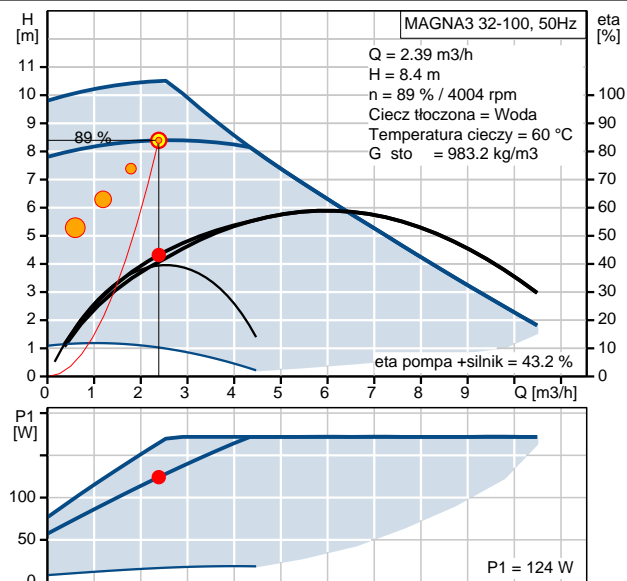 H
[m]
MAGNA3 32-100, 50Hz
eta
[%]
Q = 2.39 m3/h
H = 8.4 m
n = 89 % / 4004 rpm
Ciecz tłoczona = Woda
Temperatura cieczy = 60 °C
G sto = 983.2 kg/m3
11
10
9
8
7
6
5
4
3
2
1
0
89 %
100
90
80
70
60
50
40
30
20
10
0
eta pompa +silnik = 43.2 %
0 1 2 3 4 5 6 7 8 9 Q [m3/h]
P1
[W]
100
50
0
P1 = 124 W